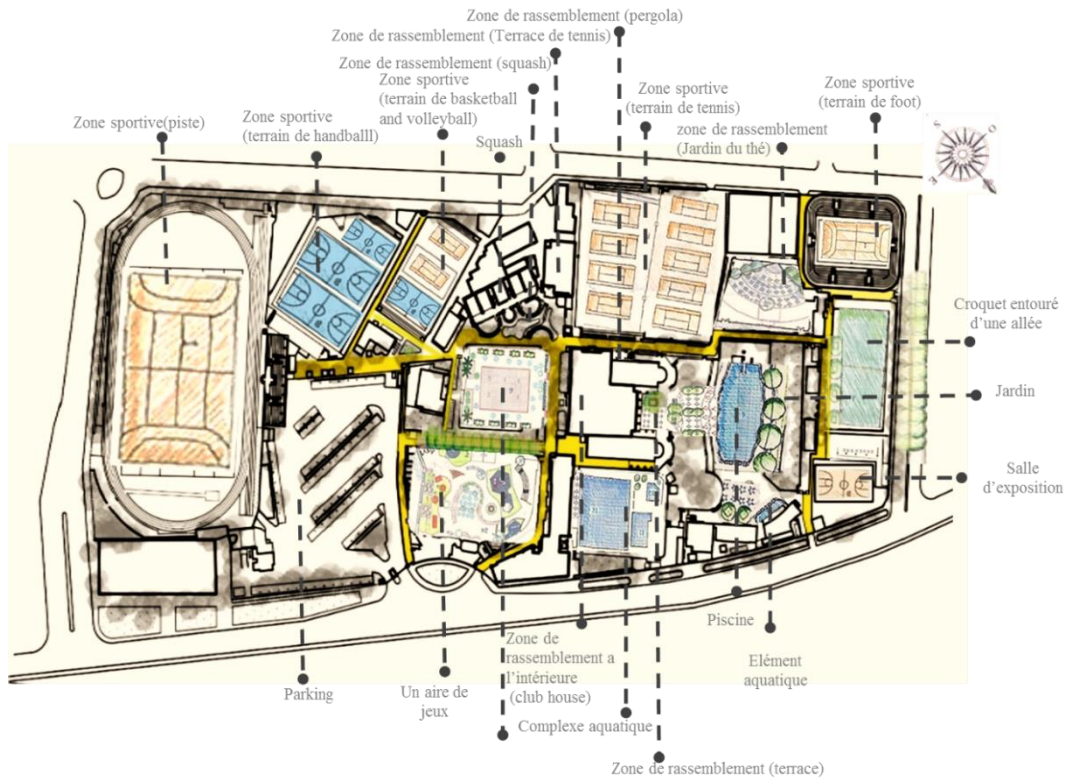 Zone de rassemblement (pergola)
Zone de rassemblement (Terrace de tennis)
Zone de rassemblement (squash)
Zone sportive
(terrain de basketball
and volleyball)
Zone sportive
(terrain de tennis)
Zone sportive
(terrain de foot)
Zone sportive(piste)
Zone sportive
(terrain de handballl)
Squash
zone de rassemblement
(Jardin du thé)
Croquet entouré
d'une allée
Jardin
Salle
d'exposition
Piscine
Elément
aquatique
Zone de
rassemblement a
l'intérieure
(club house)
Parking
Un aire de
jeux
Complexe aquatique
Zone de rassemblement (terrace)